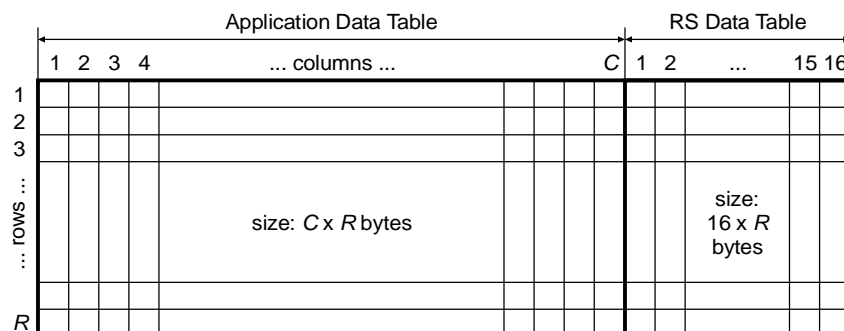 Application Data Table RS Data Table
1 2 3 4 ... columns ... C 1 2 ... 15 16
1
2
3
... rows ...
size: C x R bytes
size:
16 x R
bytes
R